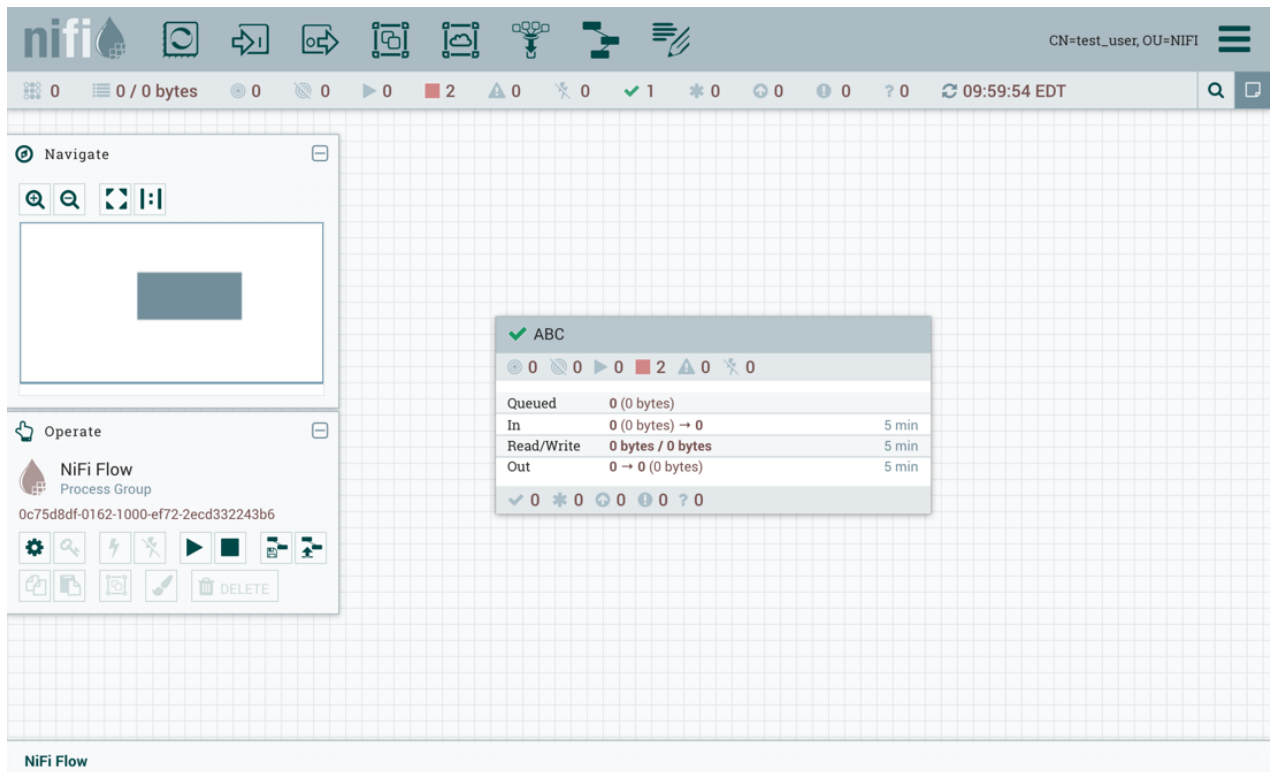 nifi
CN=test_user, OU=NIFI
0 0 / 0 bytes 0 0 0 2 0 0 1 0 0 0 ? 0 09:59:54 EDT
Navigate
Operate
NiFi Flow
Process Group
0c75d8df-0162-1000-ef72-2ecd332243b6
DELETE
ABC
0 0 0 2 0 0
Queued 0 (0 bytes)
In 0 (0 bytes) → 0 5 min
Read/Write 0 bytes / 0 bytes 5 min
Out 0 → 0 (0 bytes) 5 min
0 0 0 0 ? 0
NiFi Flow